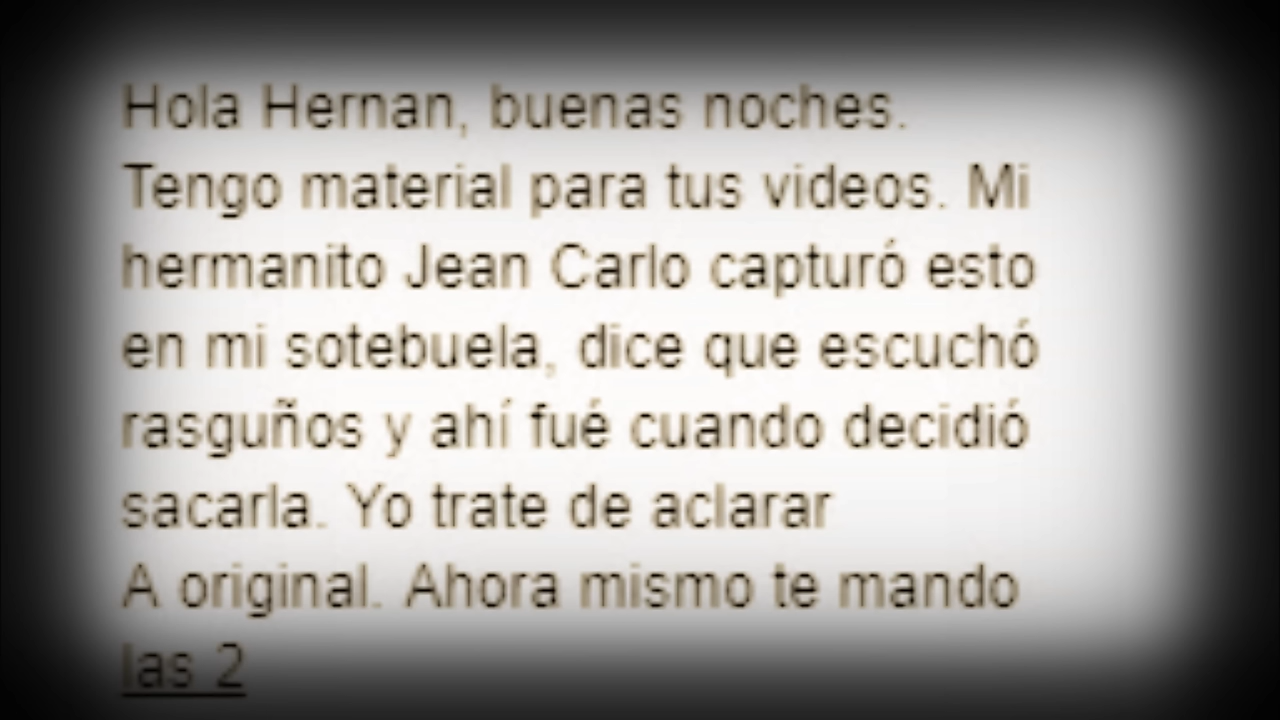 Hola Hernan, buenas noches.
Tengo material para tus videos. Mi
hermanito Jean Carlo capturó esto
en mi sotebuela, dice que escuchó
rasguños y ahí fué cuando decidió
sacarla. Yo trate de aclarar
A original. Ahora mismo te mando
las 2